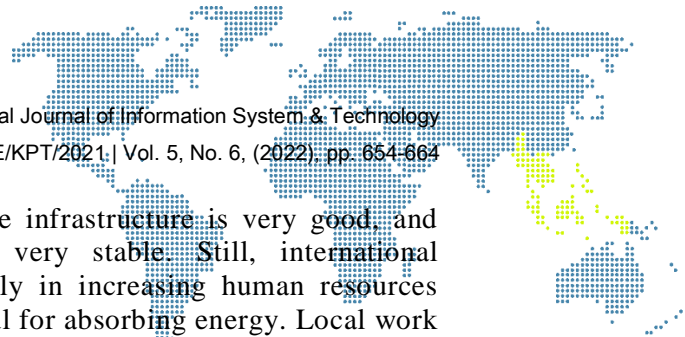 al Journal of Information System & Technology
E/KPT/2021 | Vol. 5, No. 6, (2022), pp. 654-664
e infrastructure is very good, and
very stable. Still, international
ly in increasing human resources
l for absorbing energy. Local work